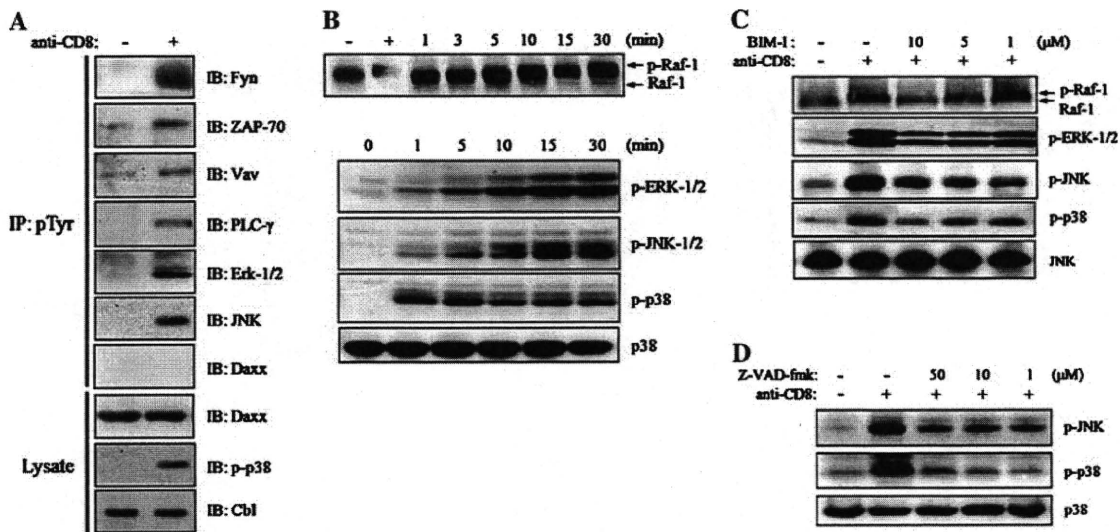 A
anti-CD8: - +
IP: pTyr
IB: Fyn
IB: ZAP-70
IB: Vav
IB: PLC-γ
IB: Erk-1/2
IB: JNK
IB: Daxx
Lysate
IB: Daxx
IB: p-p38
IB: Cbl
B
- + 1 3 5 10 15 30 (min)
p-Raf-1
Raf-1
0 1 5 10 15 30 (min)
p-ERK-1/2
p-JNK-1/2
p-p38
p38
C
BIM-I: - - 10 5 1 (μM)
anti-CD8: - + + + +
p-Raf-1
Raf-1
p-ERK-1/2
p-JNK
p-p38
JNK
D
Z-VAD-fmk: - - 50 10 1 (μM)
anti-CD8: - + + + +
p-JNK
p-p38
p38